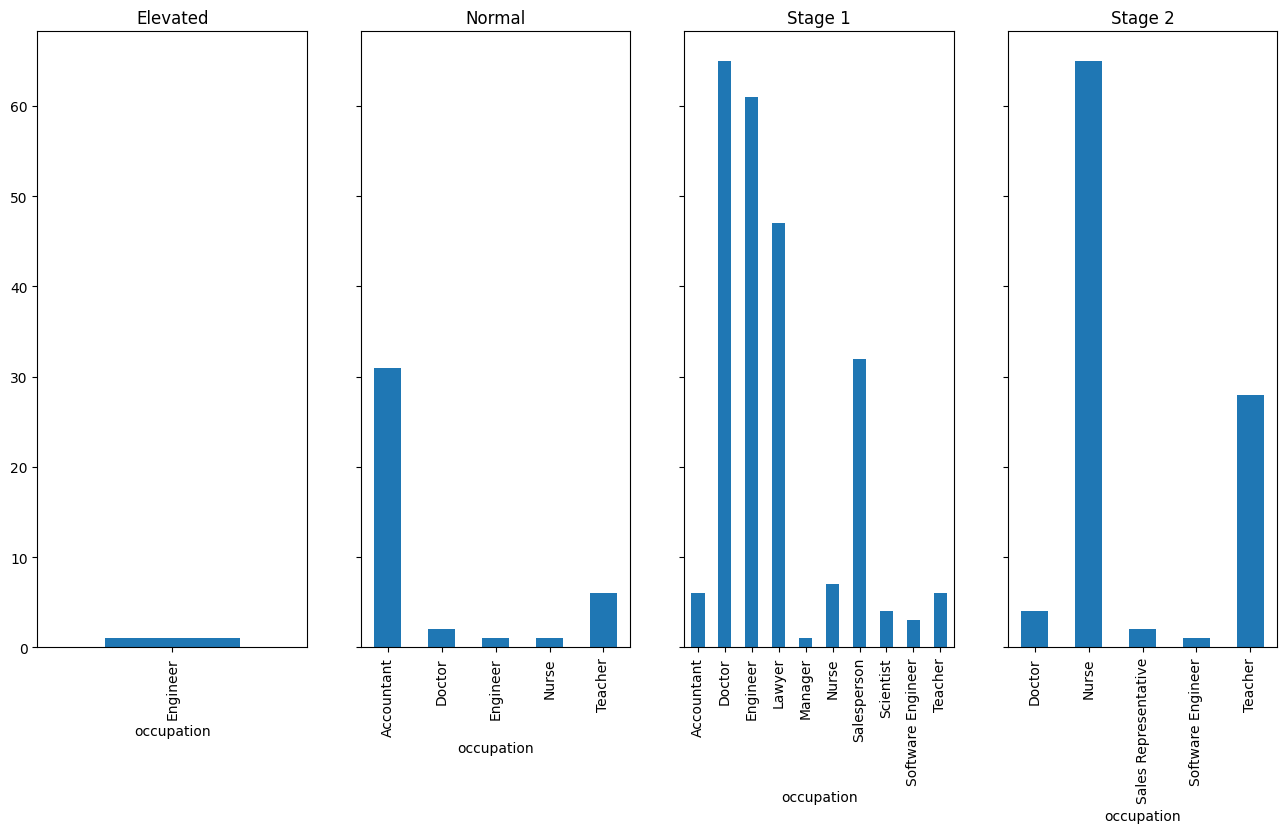 Elevated
Normal
Stage 1
Stage 2
60
50
40
30
20
10
0
Engineer
occupation
Accountant
Doctor
Engineer
Nurse
Teacher
occupation
Accountant
Doctor
Engineer
Lawyer
Manager
Nurse
Salesperson
Scientist
Software Engineer
Teacher
occupation
Doctor
Nurse
Sales Representative
Software Engineer
Teacher
occupation